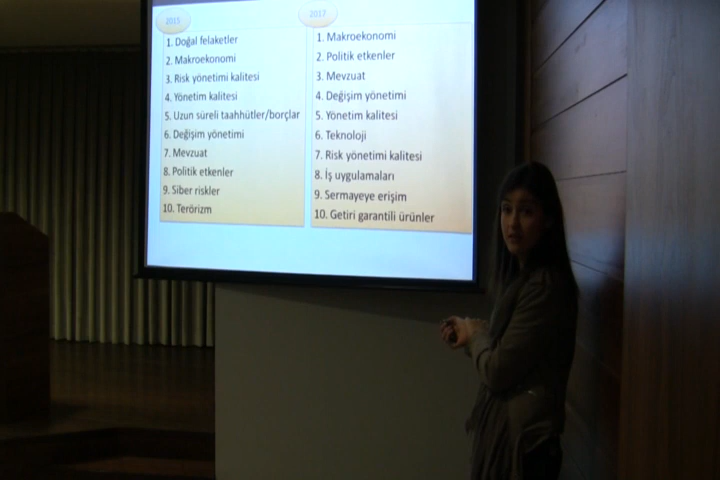 2015
1. Doğal felaketler
2. Makroekonomi
3. Risk yönetimi kalitesi
4. Yönetim kalitesi
5. Uzun süreli taahhütler/borçlar
6. Değişim yönetimi
7. Mevzuat
8. Politik etkenler
9. Siber riskler
10. Terörizm
2017
1. Makroekonomi
2. Politik etkenler
3. Mevzuat
4. Değişim yönetimi
5. Yönetim kalitesi
6. Teknoloji
7. Risk yönetimi kalitesi
8. İş uygulamaları
9. Sermayeye erişim
10. Getiri garantili ürünler